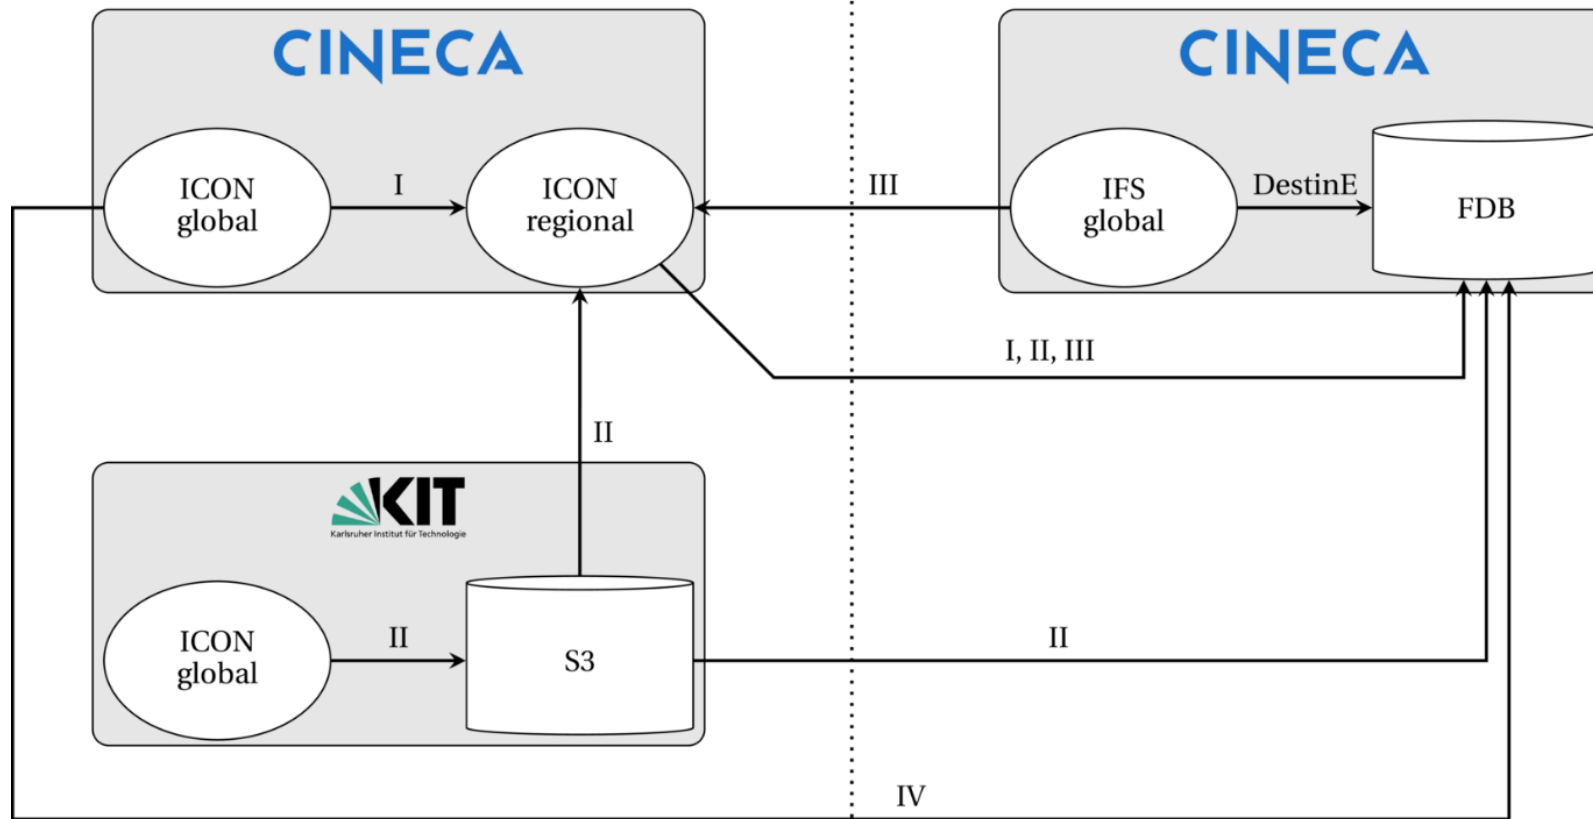 CINECA
CINECA
ICON
global
I
ICON
regional
III
IFS
global
DestinE
FDB
I, II, III
II
KIT
Karlsruher Institut für Technologie
ICON
global
II
S3
II
IV